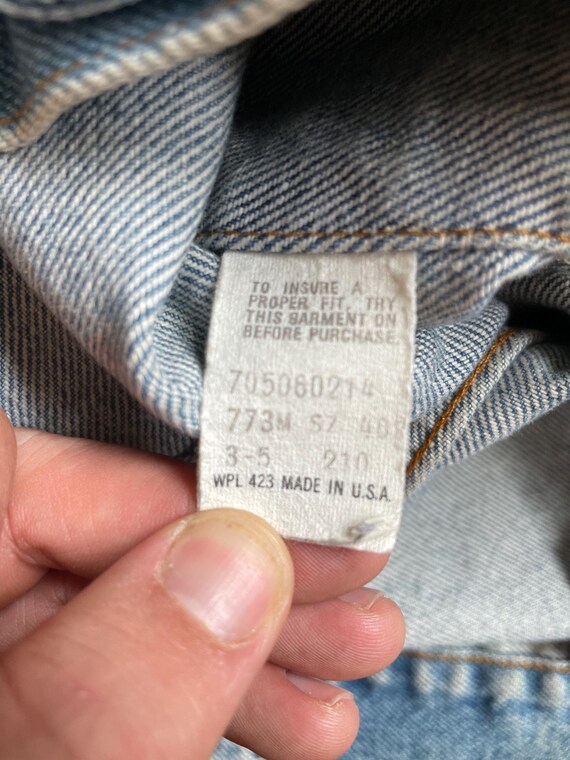 TO INSURE A
PROPER FIT, TRY
THIS GARMENT ON
BEFORE PURCHASE
705060214
773M SZ
3-5 210
WPL 423 MADE IN U.S.A.